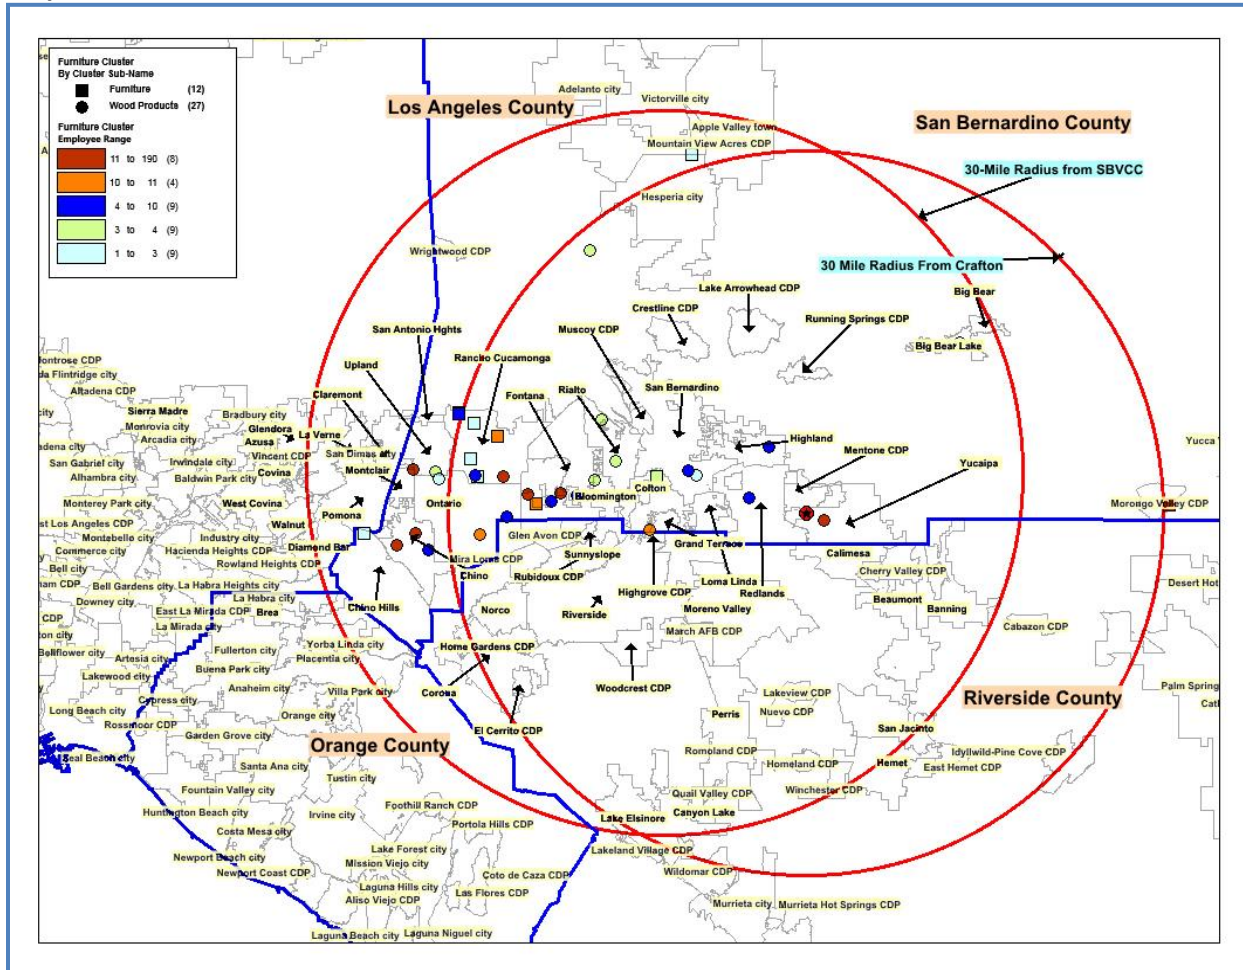 Furniture Cluster
By Cluster Sub-Name
Furniture (12)
Wood Products (27)
Furniture Cluster
Employee Range
11 to 190 (8)
10 to 11 (4)
4 to 10 (9)
3 to 4 (9)
1 to 3 (9)
Los Angeles County
San Bernardino County
Adelanto city
Victorville city
Apple Valley town
Mountain View Acres CDP
30-Mile Radius from SBVCC
Hesperia city
Wrightwood CDP
30 Mile Radius From Crafton
Lake Arrowhead CDP
Big Bear
Crestline CDP
Running Springs CDP
San Antonio Hghts
Muscoy CDP
Big Bear Lake
Rancho Cucamonga
Upland
Fontana
Rialto
San Bernardino
Claremont
ontrose CDP
da Flintridge city
Altadena CDP
Sierra Madre
Bradbury city
Monrovia city
Glendora
La Verne
Arcadia city
Azusa
San Dimas city
Highland
Mentone CDP
Yucaipa
Yucca
city
adena city
San Gabriel city
Irwindale city
Vincent CDP
Covina
Montclair
Alhambra city
Baldwin Park city
Ontario
Bloomington
Colton
Monterey Park city
West Covina
Pomona
Morongo Valley CDP
st Los Angeles CDP
Walnut
Montebello city
Industry city
Diamond Bar
Glen Avon CDP
Grand Terrace
Commerce city
Hacienda Heights CDP
Rowland Heights CDP
Mira Loma CDP
Sunnyslope
Calimesa
Bell city
Chino
Rubidoux CDP
Loma Linda
Cherry Valley CDP
ham CDP
Bell Gardens city
La Habra Heights city
Highgrove CDP
Redlands
Desert Hot
Downey city
La Habra city
Beaumont
CDP
East La Mirada CDP
Brea
Chino Hills
Norco
Riverside
Moreno Valley
Banning
La Mirada city
March AFB CDP
Cabazon CDP
ton city
Bellflower city
Artesia city
Fullerton city
Yorba Linda city
Placentia city
Home Gardens CDP
Lakewood city
Buena Park city
Anaheim city
Villa Park city
Corona
Woodcrest CDP
Lakeview CDP
Riverside County
Palm Spring
Cypress city
Long Beach city
Rossmoor CDP
Orange city
Perris
Nuevo CDP
Cath
Garden Grove city
El Cerrito CDP
San Jacinto
Orange County
Seal Beach city
Santa Ana city
Romoland CDP
Homeland CDP
Hemet
Idyllwild-Pine Cove CDP
East Hemet CDP
Tustin city
Fountain Valley city
Quail Valley CDP
Winchester CDP
Huntington Beach city
Irvine city
Foothill Ranch CDP
Canyon Lake
Costa Mesa city
Portola Hills CDP
Lake Elsinore
Newport Beach city
Lake Forest city
Lakeland Village CDP
Newport Coast CDP
Mission Viejo city
Coto de Caza CDP
Wildomar CDP
Laguna Hills city
Aliso Viejo CDP
Las Flores CDP
Murrieta city
Murrieta Hot Springs CDP
Laguna Beach city
Laguna Niguel city